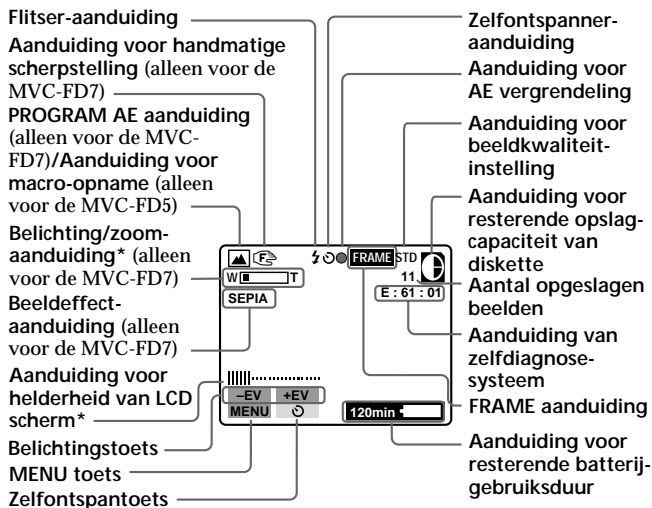 Flitser-aanduiding
Aanduiding voor handmatige
scherpstelling (alleen voor de
MVC-FD7)
PROGRAM AE aanduiding
(alleen voor de MVC-
FD7)/Aanduiding voor
macro-opname (alleen
voor de MVC-FD5)
Belichting/zoom-
aanduiding* (alleen
voor de MVC-FD7)
Beeldeffect-
aanduiding (alleen
voor de MVC-FD7)
Aanduiding voor
helderheid van LCD
scherm*
Belichtingstoets
MENU toets
Zelfontspantoets
F
FRAME
STD
W
T
11
SEPIA
E : 61 : 01
–EV
+EV
MENU
120min
Zelfontspanner-
aanduiding
Aanduiding voor
AE vergrendeling
Aanduiding voor
beeldkwaliteit-
instelling
Aanduiding voor
resterende opslag-
capaciteit van
diskette
Aantal opgeslagen
beelden
Aanduiding van
zelfdiagnose-
systeem
FRAME aanduiding
Aanduiding voor
resterende batterij-
gebruiksduur